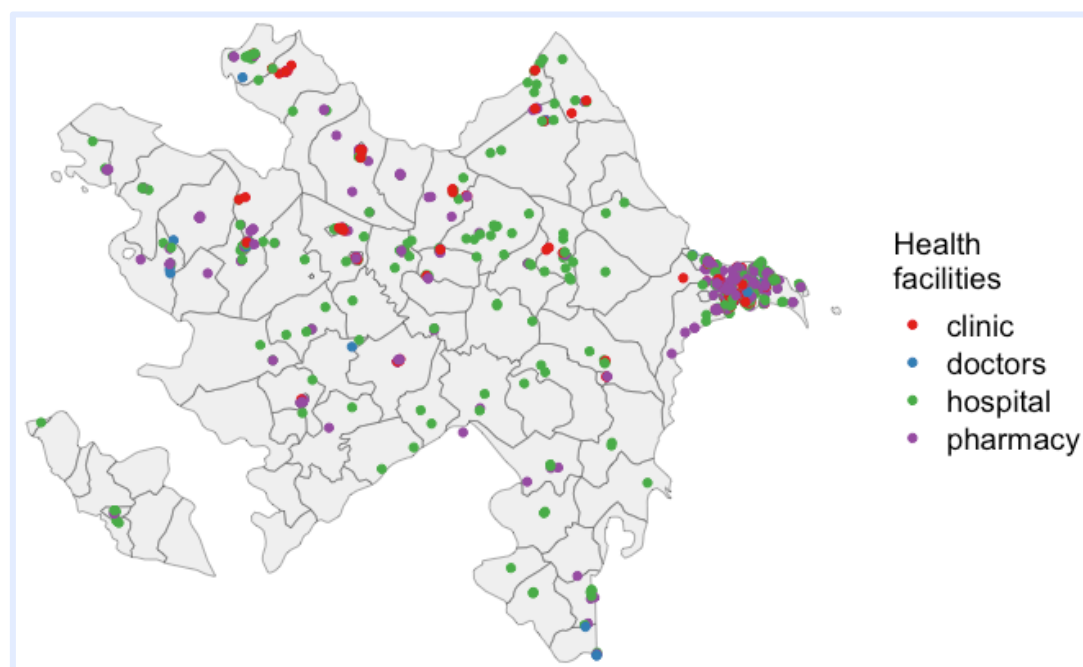 Health
facilities
clinic
doctors
hospital
pharmacy